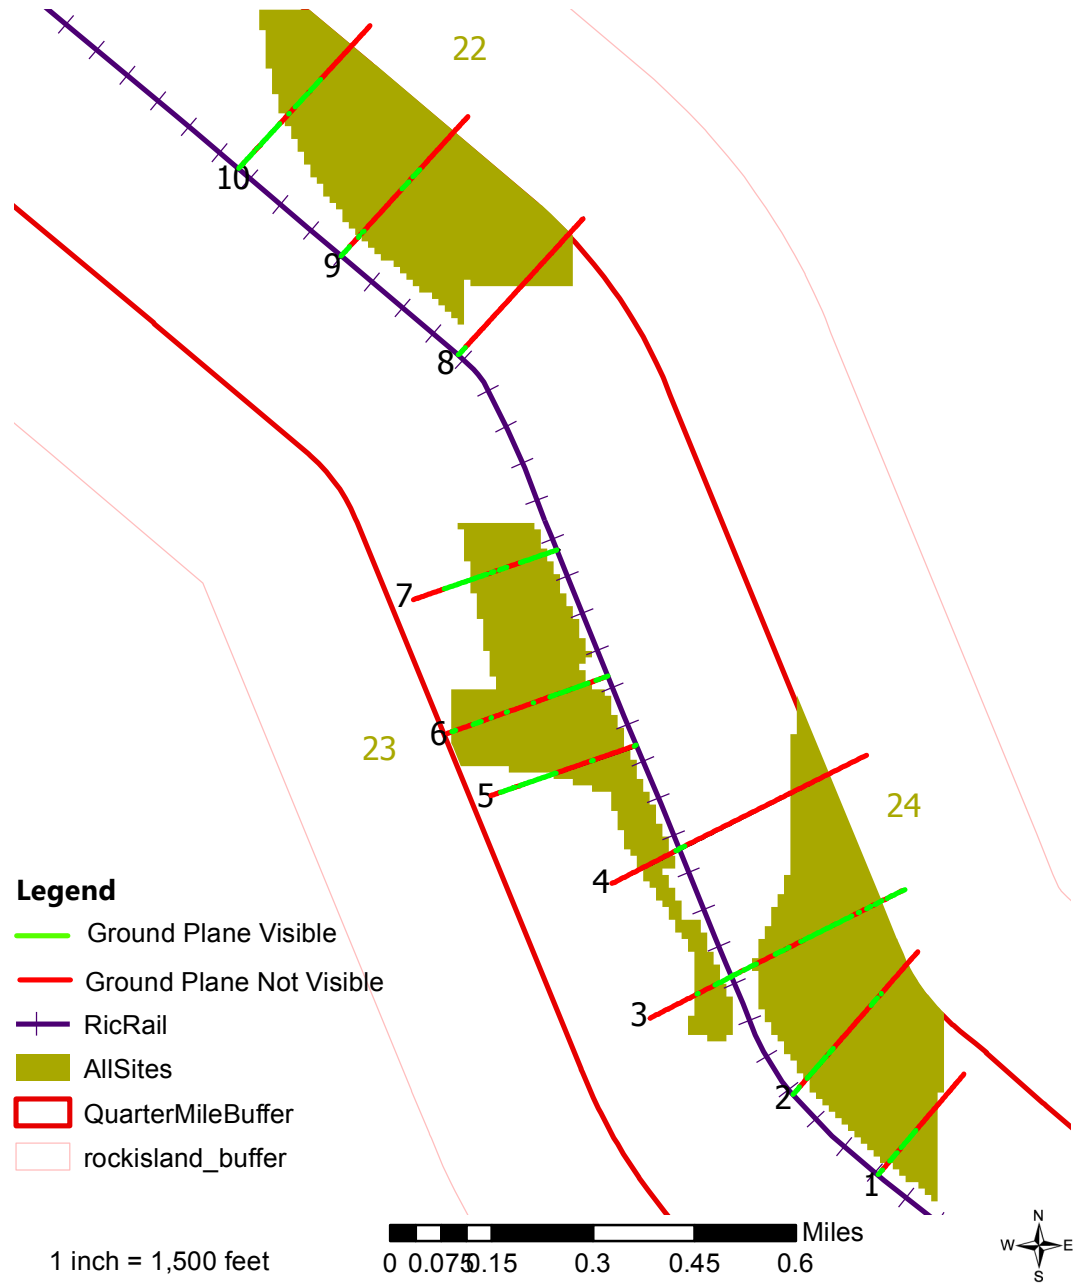 22
10
9
8
7
6
23
5
24
4
3
2
1
Legend
Ground Plane Visible
Ground Plane Not Visible
RicRail
AllSites
QuarterMileBuffer
rockisland_buffer
1 inch = 1,500 feet
Miles
0 0.075 0.15 0.3 0.45 0.6
N
W E
S